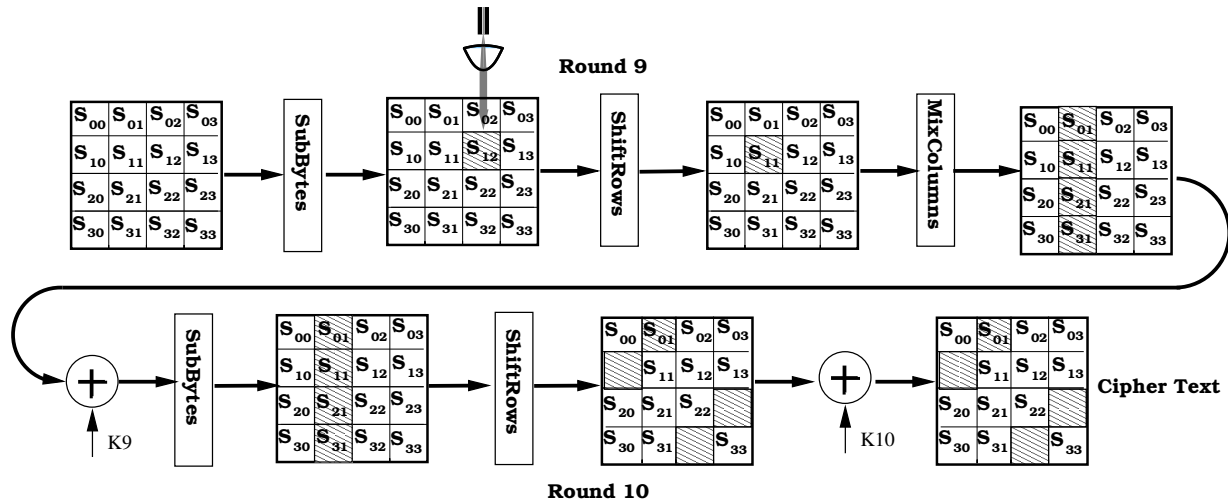 Round 9
S00 S01 S02 S03
S10 S11 S12 S13
S20 S21 S22 S23
S30 S31 S32 S33
SubBytes
S00 S01 S02 S03
S10 S11 S12 S13
S20 S21 S22 S23
S30 S31 S32 S33
ShiftRows
S00 S01 S02 S03
S10 S11 S12 S13
S20 S21 S22 S23
S30 S31 S32 S33
MixColumns
S00 S01 S02 S03
S10 S11 S12 S13
S20 S21 S22 S23
S30 S31 S32 S33
K9
SubBytes
S00 S01 S02 S03
S10 S11 S12 S13
S20 S21 S22 S23
S30 S31 S32 S33
ShiftRows
S00 S01 S02 S03
S11 S12 S13
S20 S21 S22
S30 S31 S33
K10
S00 S01 S02 S03
S11 S12 S13
S20 S21 S22
S30 S31 S33
Cipher Text
Round 10